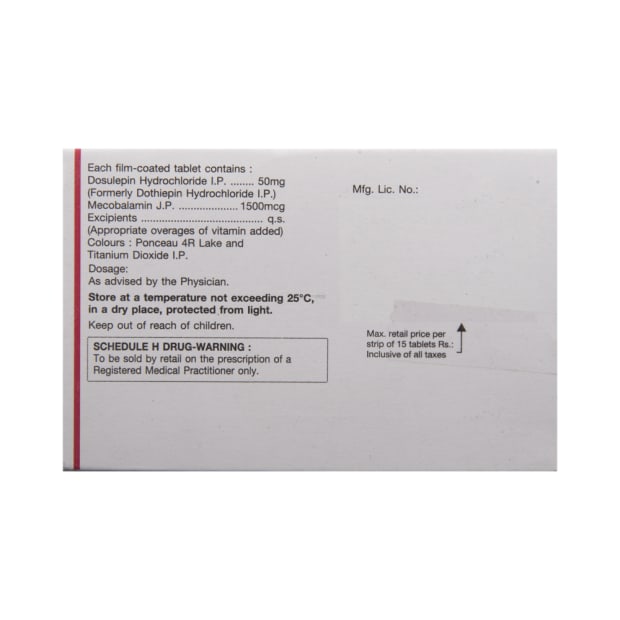 Each film-coated tablet contains :
Dosulepin Hydrochloride I.P. ........ 50mg
(Formerly Dothiepin Hydrochloride I.P.)
Mecobalamin J.P. .................... 1500mcg
Excipients ......................................... q.s.
(Appropriate overages of vitamin added)
Colours : Ponceau 4R Lake and
Titanium Dioxide I.P.
Dosage:
As advised by the Physician.
Store at a temperature not exceeding 25°C,
in a dry place, protected from light.
Keep out of reach of children.
SCHEDULE H DRUG-WARNING :
To be sold by retail on the prescription of a
Registered Medical Practitioner only.
Mfg. Lic. No.:
Max. retail price per
strip of 15 tablets Rs.:
Inclusive of all taxes